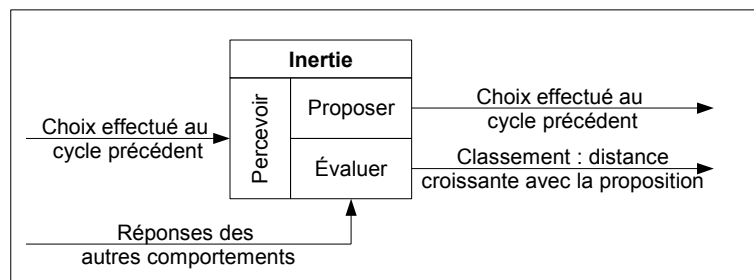 Inertie
Percevoir
Proposer
Évaluer
Choix effectué au
cycle précédent
Choix effectué au
cycle précédent
Classement : distance
croissante avec la proposition
Réponses des
autres comportements